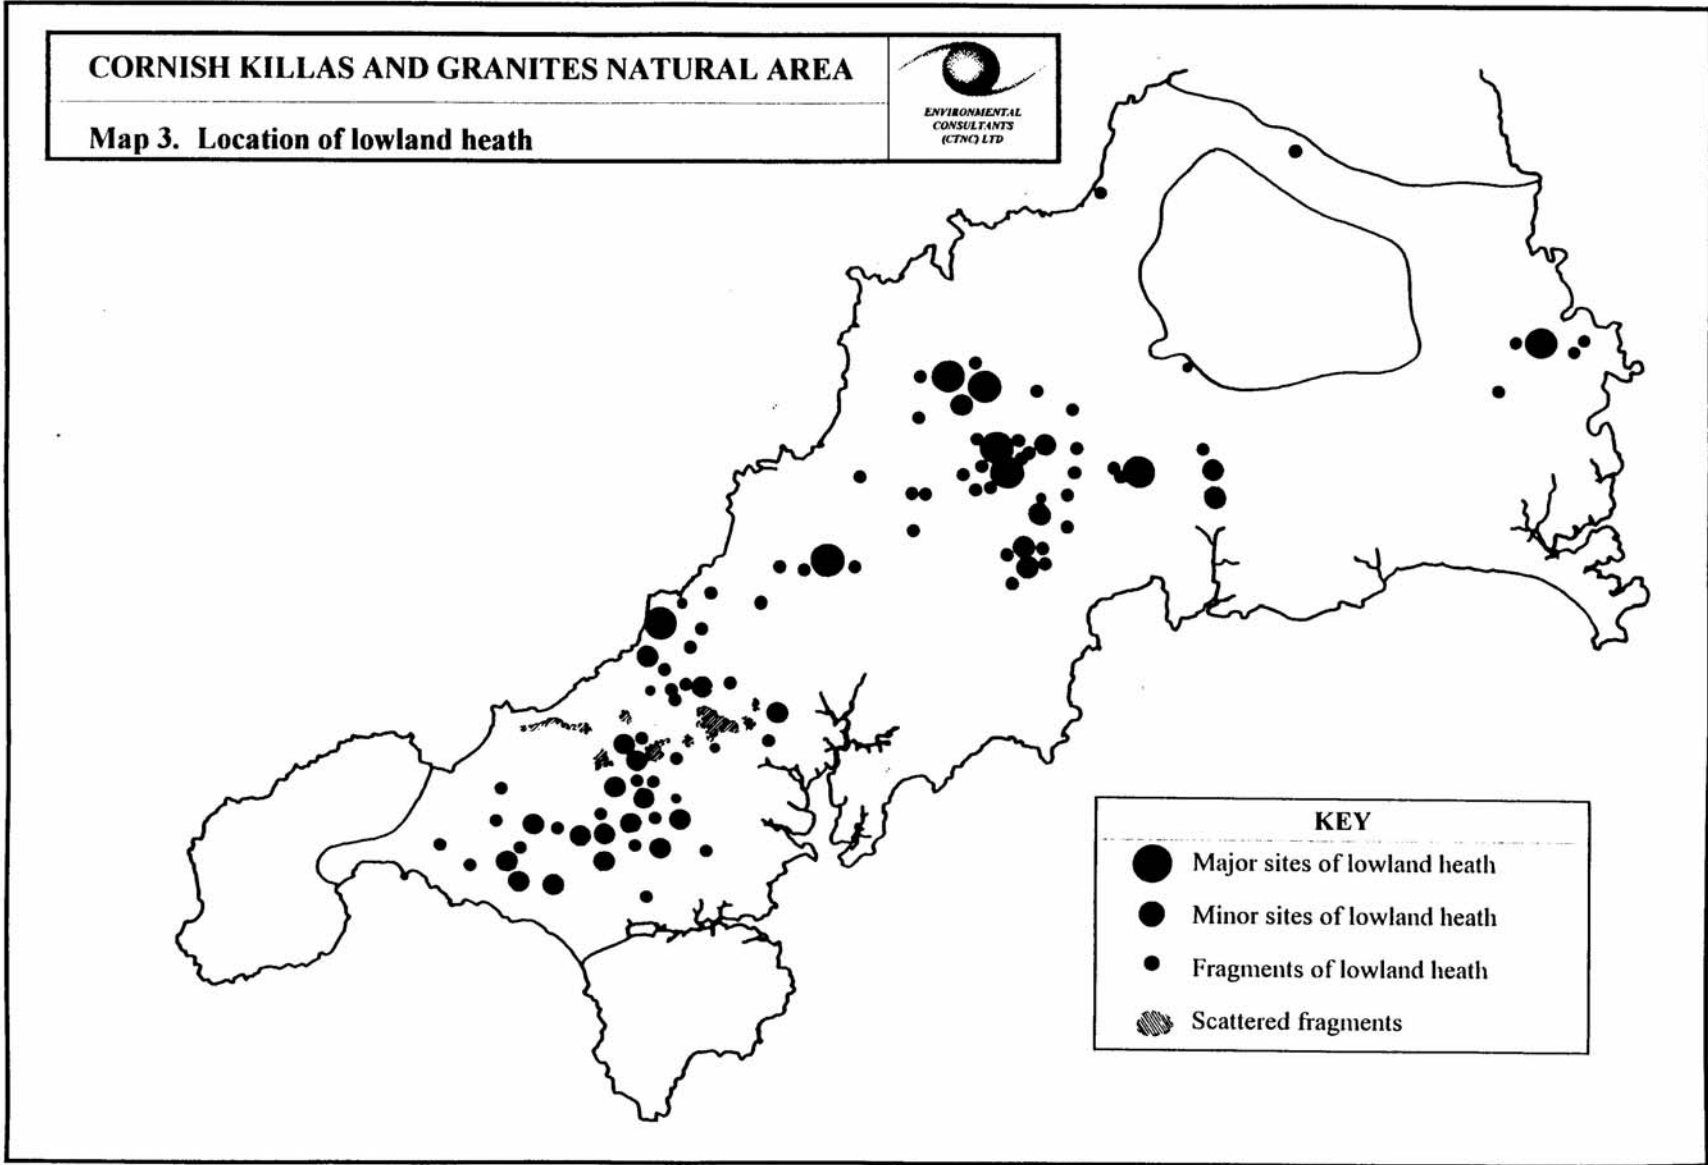 CORNISH KILLAS AND GRANITES NATURAL AREA
Map 3. Location of lowland heath
ENVIRONMENTAL
CONSULTANTS
(CTNC) LTD
KEY
Major sites of lowland heath
Minor sites of lowland heath
Fragments of lowland heath
Scattered fragments